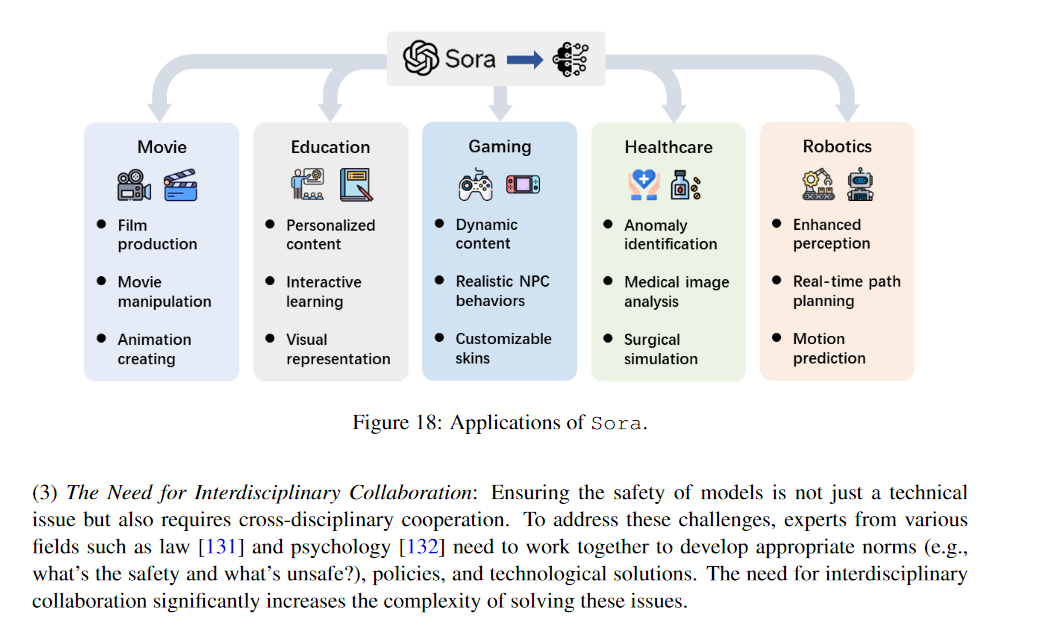 Sora
Movie
Film
production
Movie
manipulation
Animation
creating
Education
Personalized
content
Interactive
learning
Visual
representation
Gaming
Dynamic
content
Realistic NPC
behaviors
Customizable
skins
Healthcare
Anomaly
identification
Medical image
analysis
Surgical
simulation
Robotics
Enhanced
perception
Real-time path
planning
Motion
prediction
Figure 18: Applications of Sora.
(3) The Need for Interdisciplinary Collaboration: Ensuring the safety of models is not just a technical
issue but also requires cross-disciplinary cooperation. To address these challenges, experts from various
fields such as law [131] and psychology [132] need to work together to develop appropriate norms (e.g.,
what's the safety and what's unsafe?), policies, and technological solutions. The need for interdisciplinary
collaboration significantly increases the complexity of solving these issues.